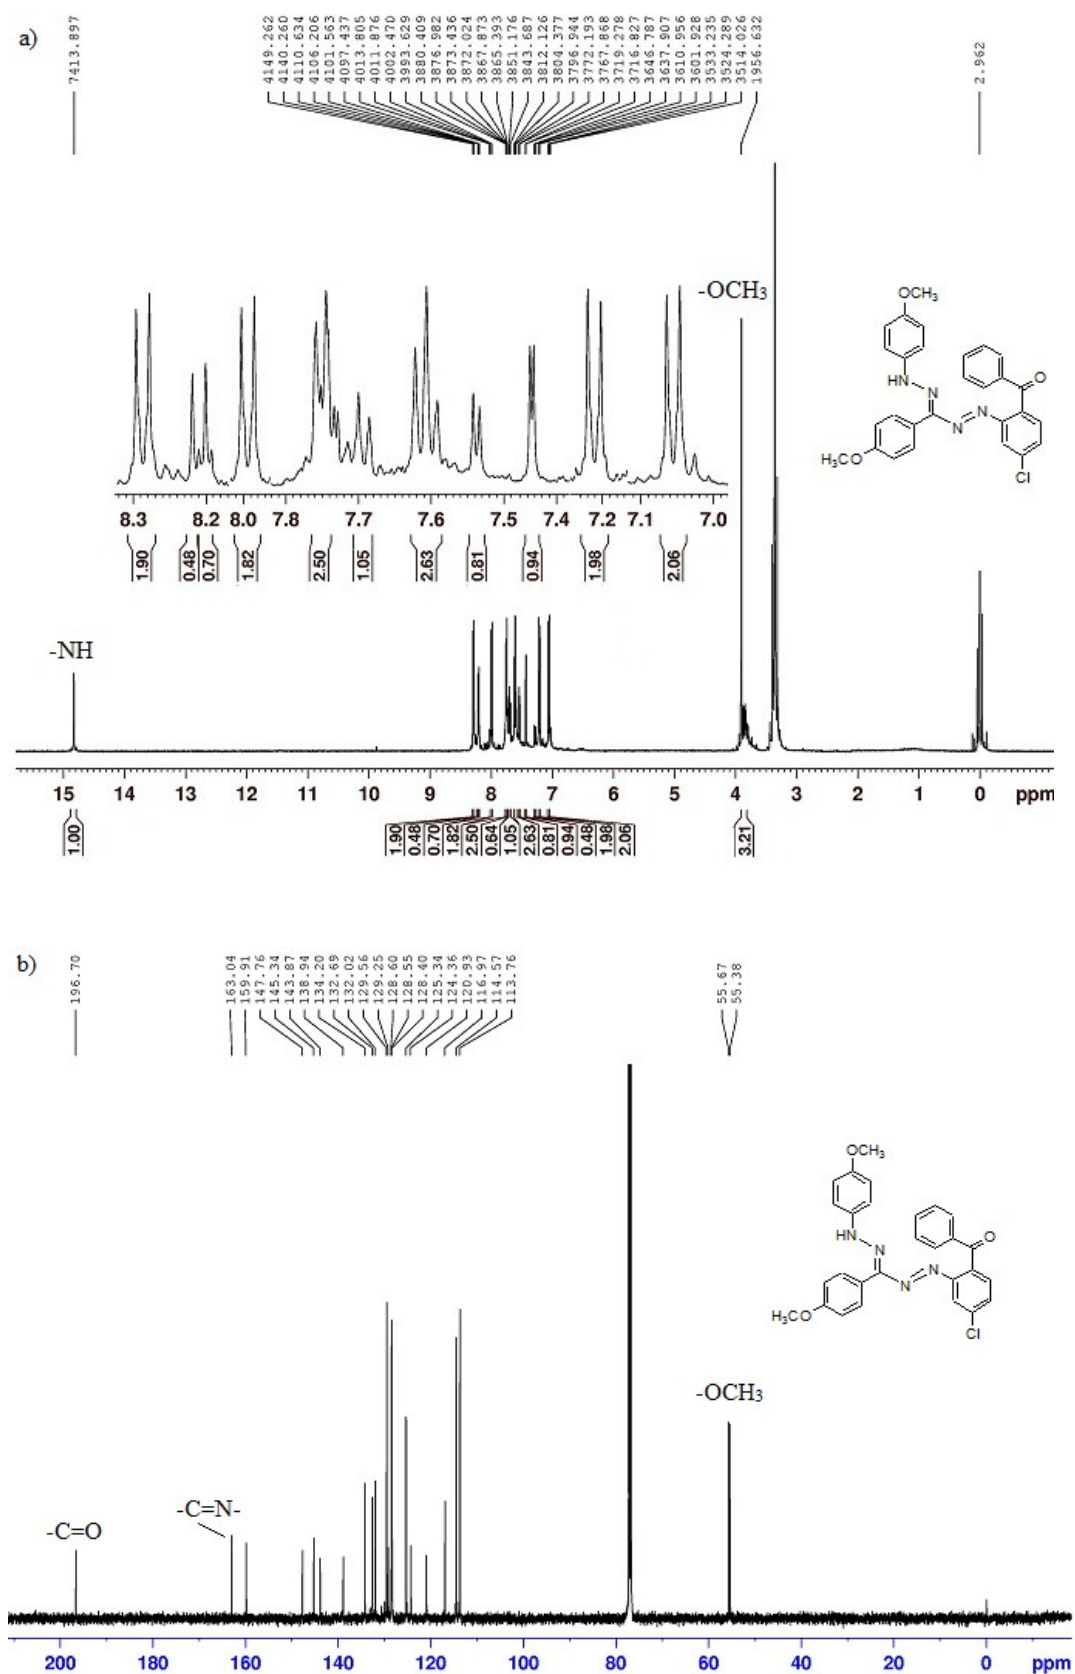 a)
7413.897
4149.262
4140.260
4110.634
4106.206
4101.563
4097.437
4013.805
4011.876
4002.470
3993.629
3880.409
3876.982
3873.436
3872.024
3867.873
3865.393
3851.176
3843.687
3812.126
3804.377
3796.944
3772.193
3767.868
3719.278
3716.827
3646.787
3637.907
3610.956
3601.928
3533.235
3524.289
3514.026
1956.632
2.962
-OCH3
OCH3
HN
N
N
N
O
H3CO
Cl
8.3 8.2 8.0 7.8 7.7 7.6 7.5 7.4 7.2 7.1 7.0
1.90 0.48 0.70 1.82 2.50 1.05 2.63 0.81 0.94 1.98 2.06
-NH
15 14 13 12 11 10 9 8 7 6 5 4 3 2 1 0 ppm
1.00 1.90 0.48 0.70 1.82 2.50 0.64 1.05 2.63 0.81 0.94 0.48 1.98 2.06 3.21
b)
196.70
163.04
159.91
147.76
145.34
143.87
138.94
134.20
132.69
132.02
129.56
129.25
128.60
128.55
128.40
125.34
124.36
120.93
116.97
114.57
113.76
55.67
55.38
OCH3
HN
N
N
N
O
H3CO
Cl
-OCH3
-C=N-
-C=O
200 180 160 140 120 100 80 60 40 20 0 ppm